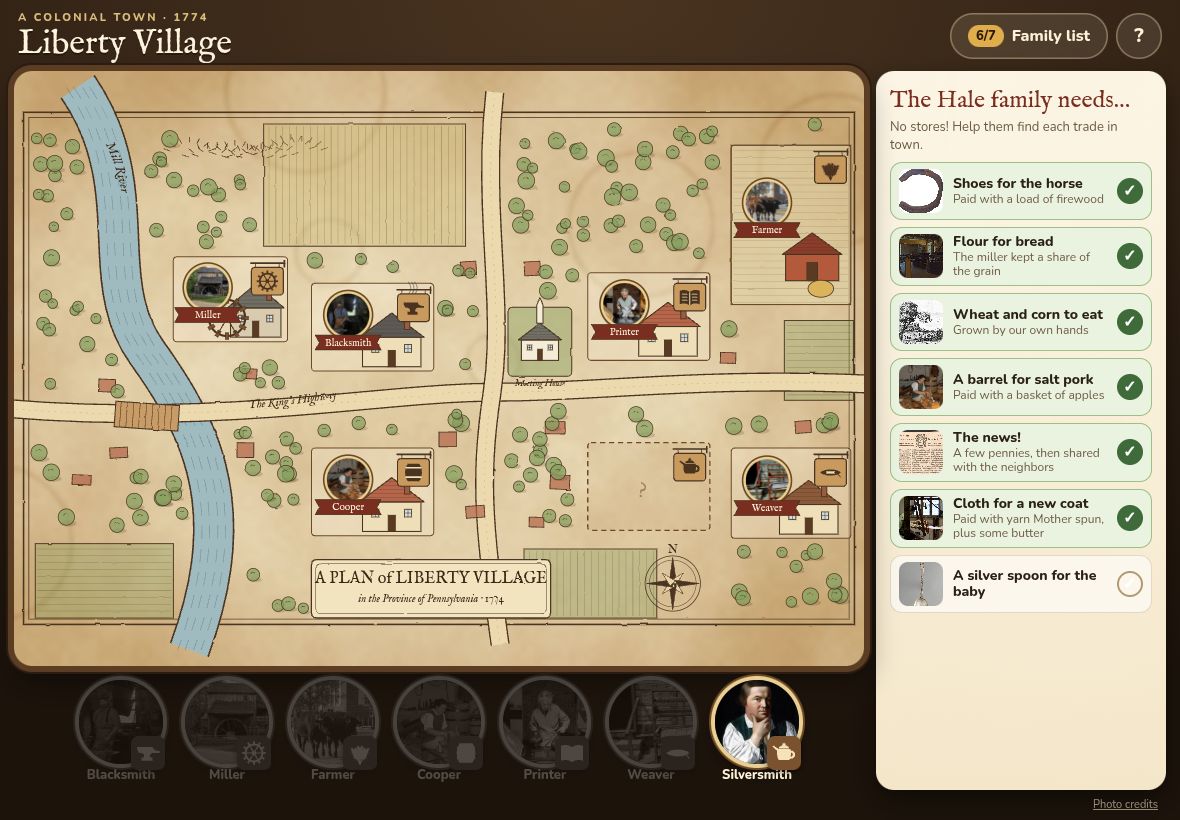 A COLONIAL TOWN · 1774
Liberty Village
6/7 Family list
?
Mill River
Farmer
Miller
Blacksmith
Printer
Meeting House
The King's Highway
Cooper
?
Weaver
N
A PLAN of LIBERTY VILLAGE
in the Province of Pennsylvania · 1774
Blacksmith
Miller
Farmer
Cooper
Printer
Weaver
Silversmith
The Hale family needs...
No stores! Help them find each trade in
town.
Shoes for the horse
Paid with a load of firewood
Flour for bread
The miller kept a share of
the grain
Wheat and corn to eat
Grown by our own hands
A barrel for salt pork
Paid with a basket of apples
The news!
A few pennies, then shared
with the neighbors
Cloth for a new coat
Paid with yarn Mother spun,
plus some butter
A silver spoon for the
baby
Photo credits